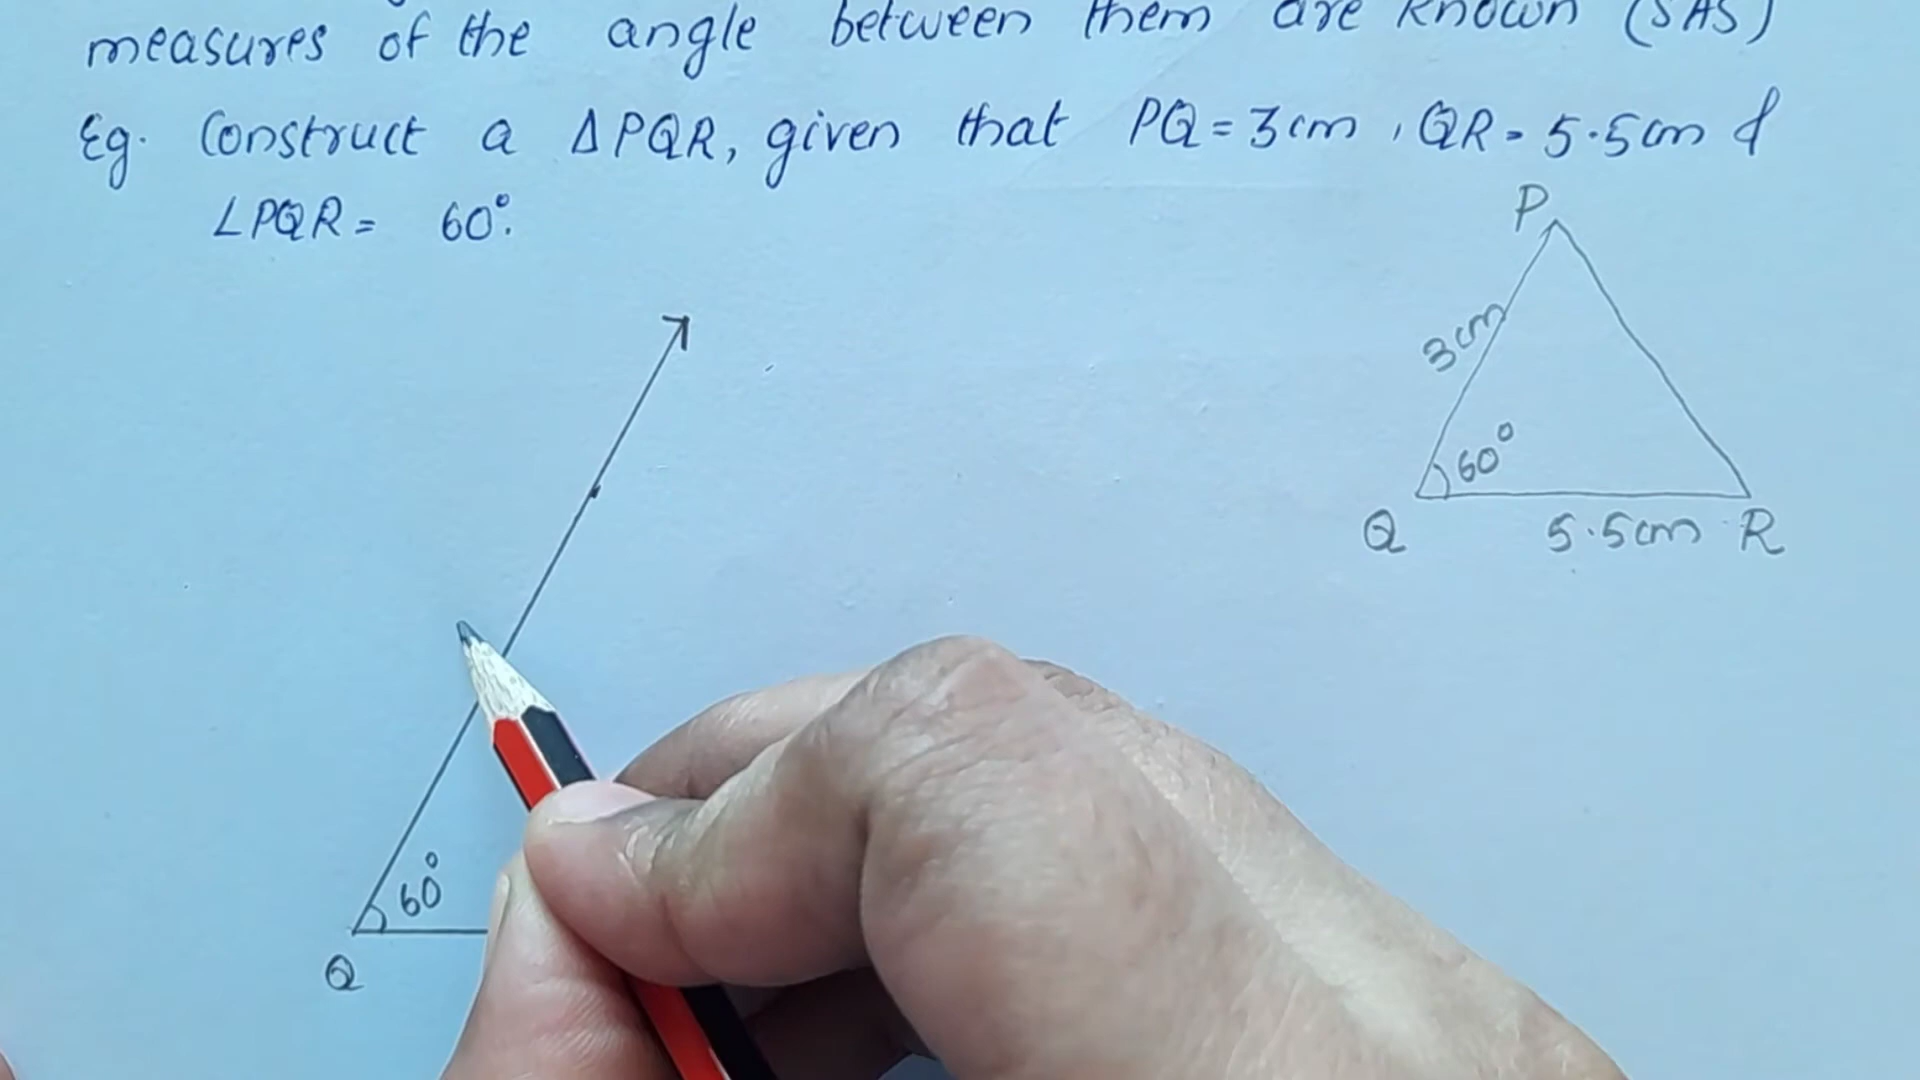 measures of the angle between them are known (SAS)
Eg. Construct a ΔPQR, given that PQ = 3cm, QR = 5.5cm &
∠PQR = 60°.
P
3cm
60°
Q 5.5cm R
60°
Q